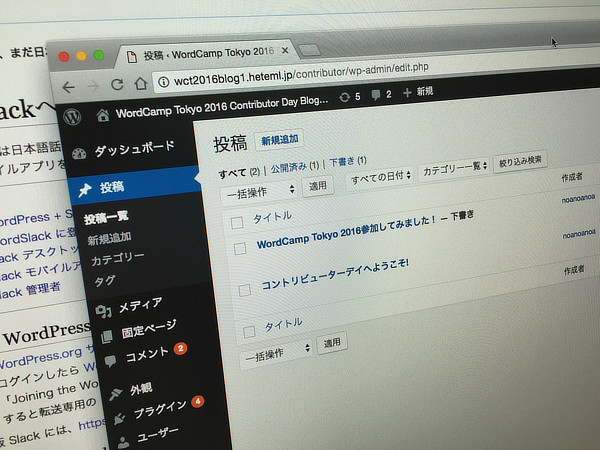 投稿 ‹ WordCamp Tokyo 2016
wct2016blog1.heteml.jp/contributor/wp-admin/edit.php
WordCamp Tokyo 2016 Contributor Day Blog… 5 2 + 新規
ダッシュボード
投稿
投稿一覧
新規追加
カテゴリー
タグ
メディア
固定ページ
コメント 2
外観
プラグイン 4
ユーザー
投稿 新規追加
すべて (2) | 公開済み (1) | 下書き (1)
一括操作 適用 すべての日付 カテゴリー一覧 絞り込み検索
タイトル 作成者
WordCamp Tokyo 2016参加してみました! — 下書き noanoanoa
コントリビューターデイへようこそ! noanoanoa
タイトル 作成者
一括操作 適用
、まだ日
ackへ
は日本語話
イルアプリを
ordPress + S
ordSlack に登
ack デスクトッ
ack モバイルア
lack 管理者
WordPress
WordPress.org サ
コグインしたら W
「Joining the Wo
すると転送専用の
版 Slack には、https